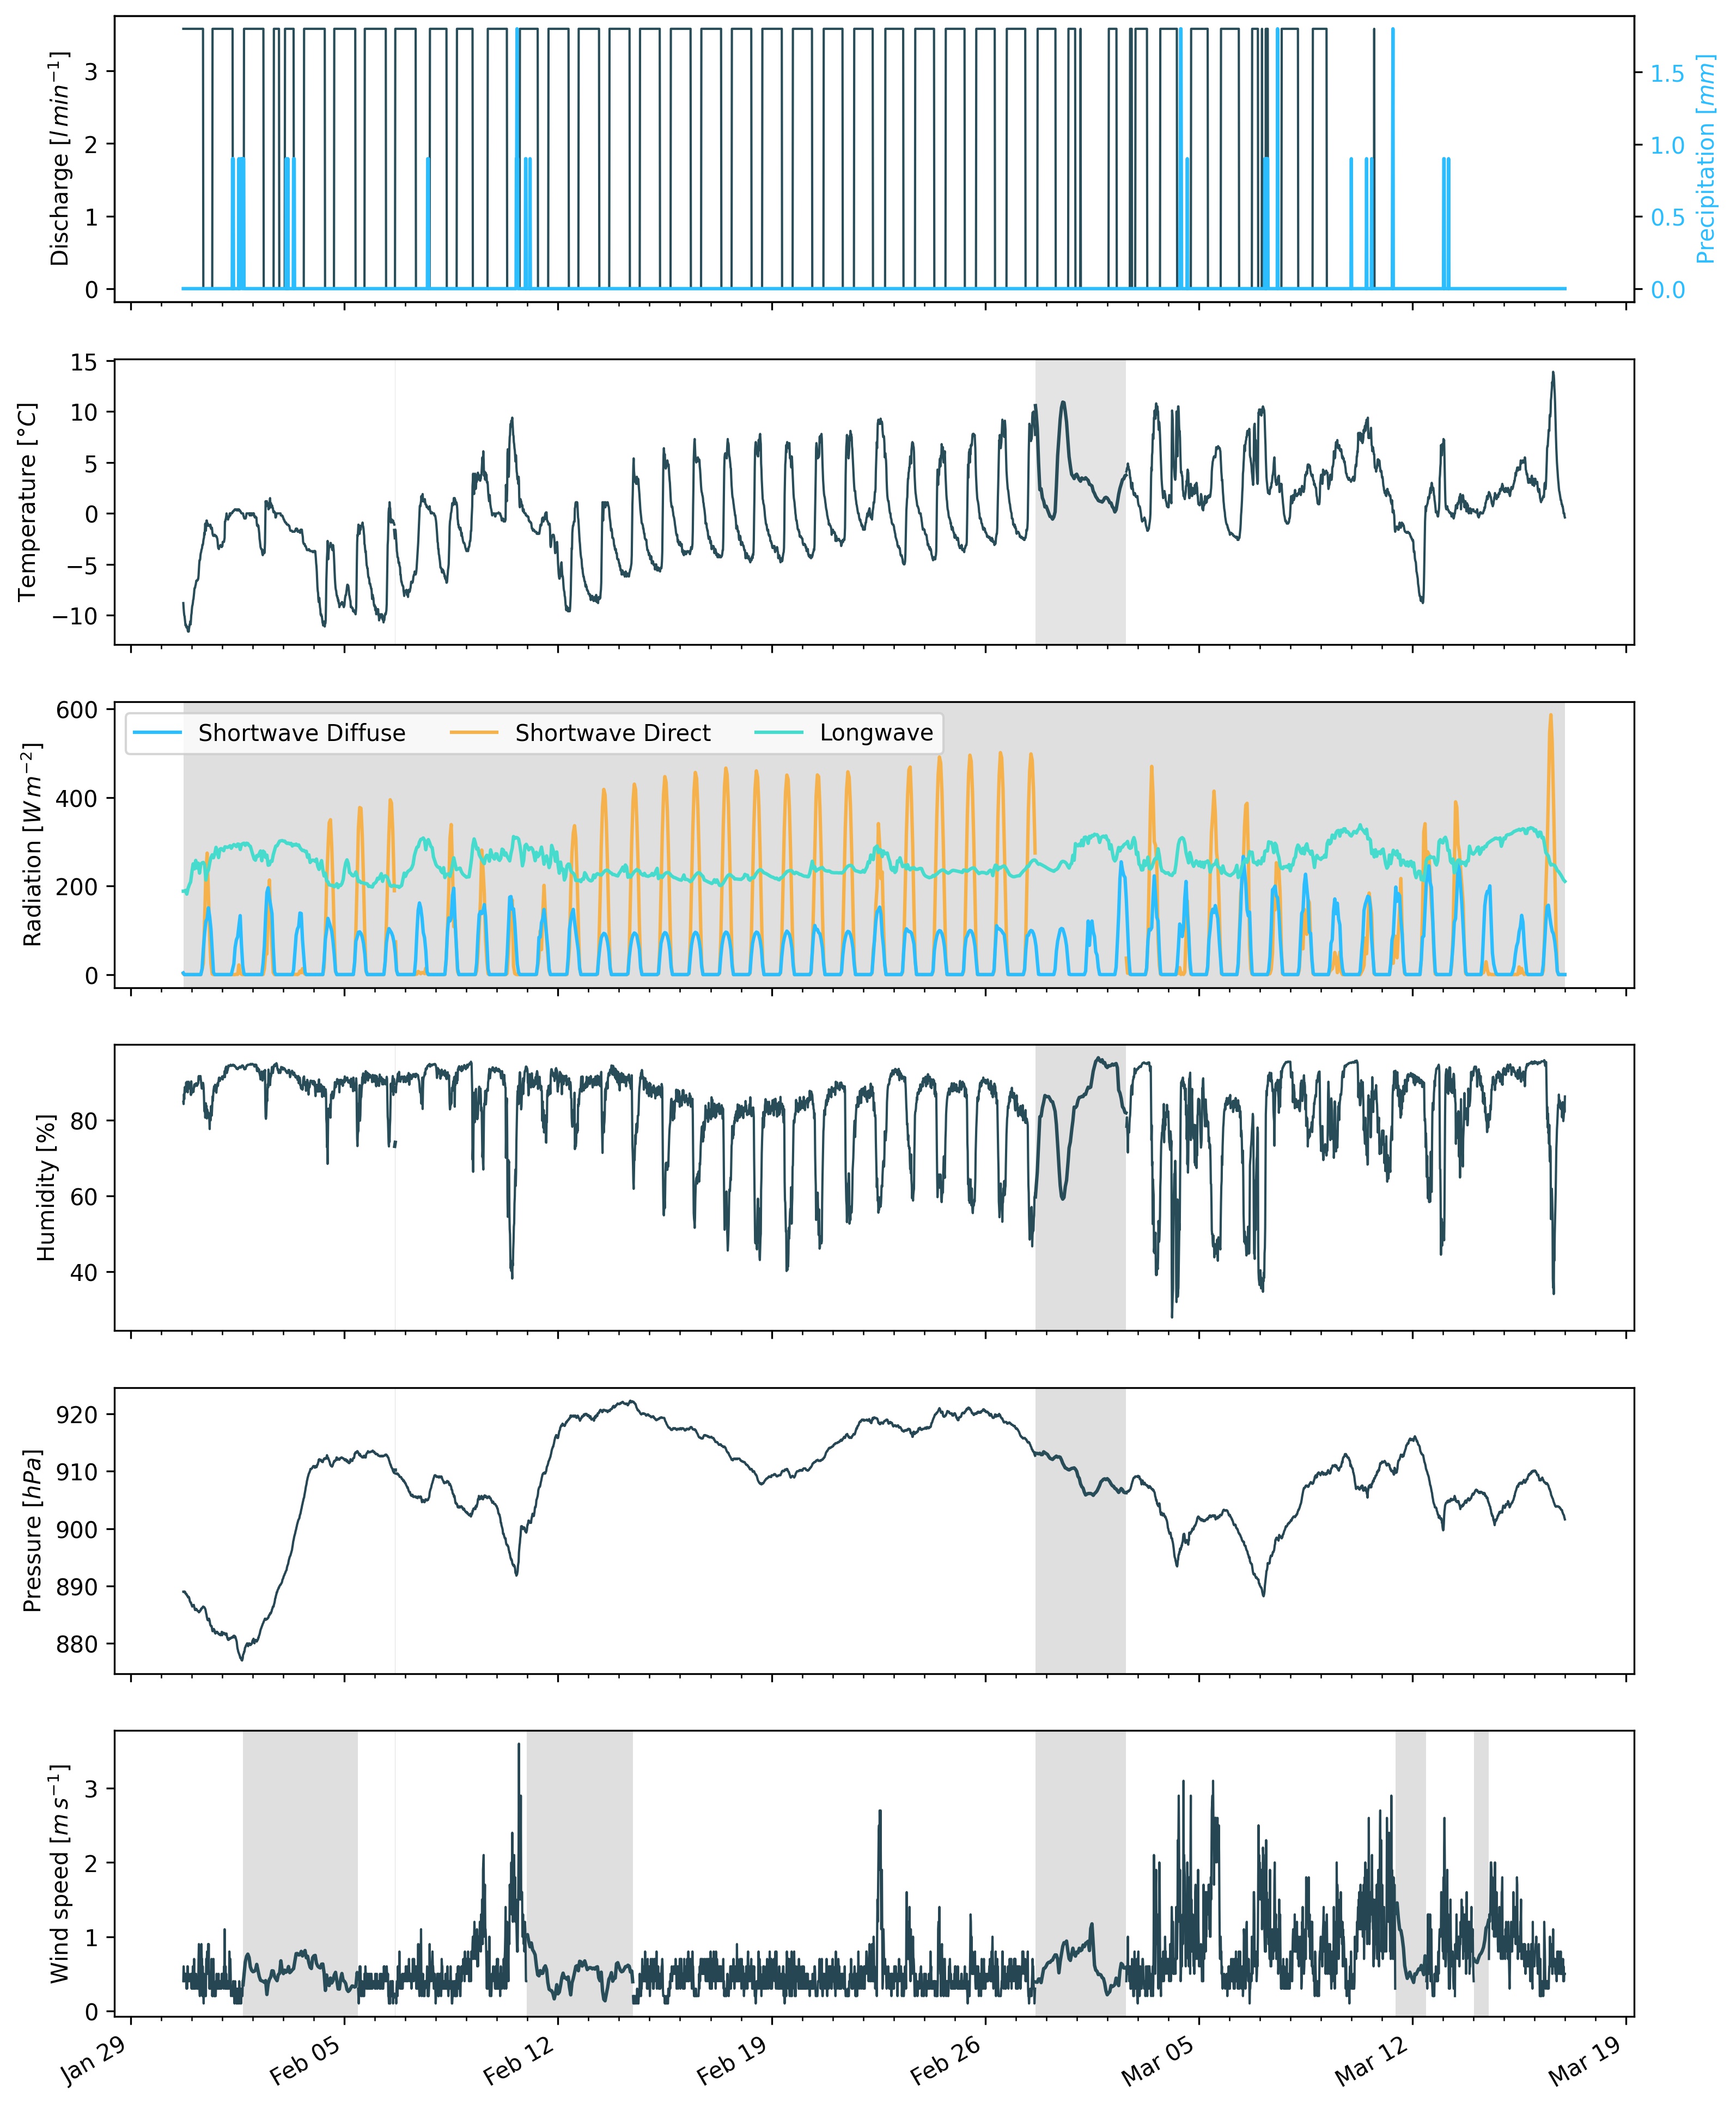 Discharge [l min⁻¹]
3
2
1
0
1.5
1.0
0.5
0.0
Precipitation [mm]
Temperature [°C]
15
10
5
0
−5
−10
Radiation [W m⁻²]
600
400
200
0
Shortwave Diffuse
Shortwave Direct
Longwave
Humidity [%]
80
60
40
Pressure [hPa]
920
910
900
890
880
Wind speed [m s⁻¹]
3
2
1
0
Jan 29
Feb 05
Feb 12
Feb 19
Feb 26
Mar 05
Mar 12
Mar 19